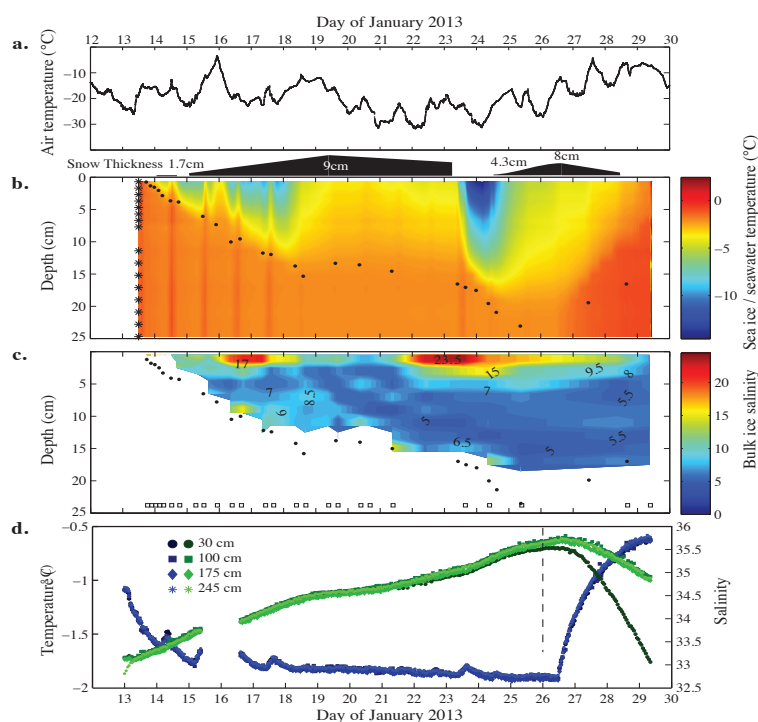 Day of January 2013
12 13 14 15 16 17 18 19 20 21 22 23 24 25 26 27 28 29 30
a.
Air temperature (°C)
−10
−20
−30
Snow Thickness 1.7cm
9cm
4.3cm
8cm
b.
Depth (cm)
0
5
10
15
20
25
Sea ice / seawater temperature (°C)
0
−5
−10
c.
Depth (cm)
5
10
15
20
25
17
7
6
8.5
23.5
15
9.5
8
7
5.5
5
6.5
5
5.5
Bulk ice salinity
20
15
10
5
0
d.
Temperature
−0.5
−1
−1.5
−2
30 cm
100 cm
175 cm
245 cm
Salinity
36
35.5
35
34.5
34
33.5
33
32.5
12 13 14 15 16 17 18 19 20 21 22 23 24 25 26 27 28 29 30
Day of January 2013